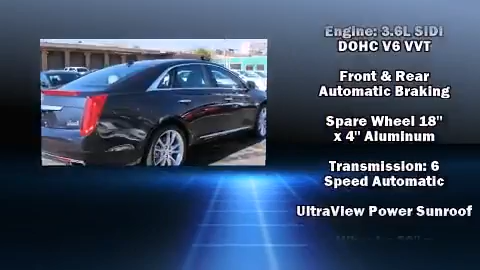 Engine: 3.6L SIDI
DOHC V6 VVT
Front & Rear
Automatic Braking
Spare Wheel 18"
x 4" Aluminum
Transmission: 6
Speed Automatic
UltraView Power Sunroof